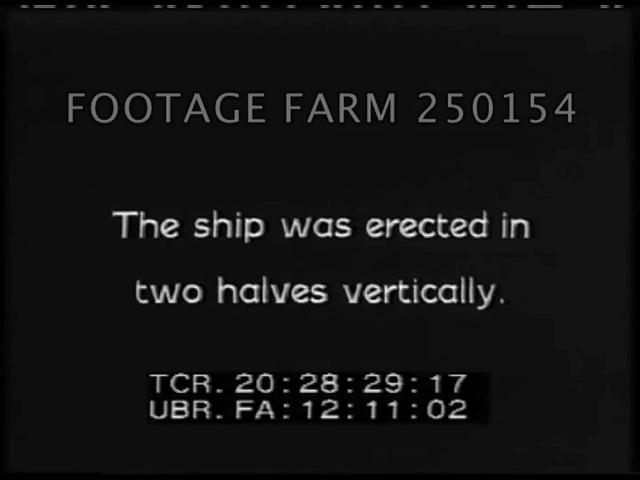 FOOTAGE FARM 250154
The ship was erected in
two halves vertically.
TCR. 20:28:29:17
UBR. FA:12:11:02